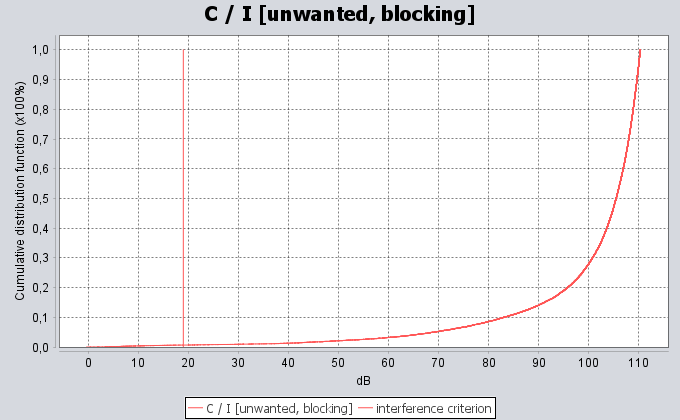 C / I [unwanted, blocking]
Cumulative distribution function (x100%)
1,0
0,9
0,8
0,7
0,6
0,5
0,4
0,3
0,2
0,1
0,0
0 10 20 30 40 50 60 70 80 90 100 110
dB
C / I [unwanted, blocking] interference criterion